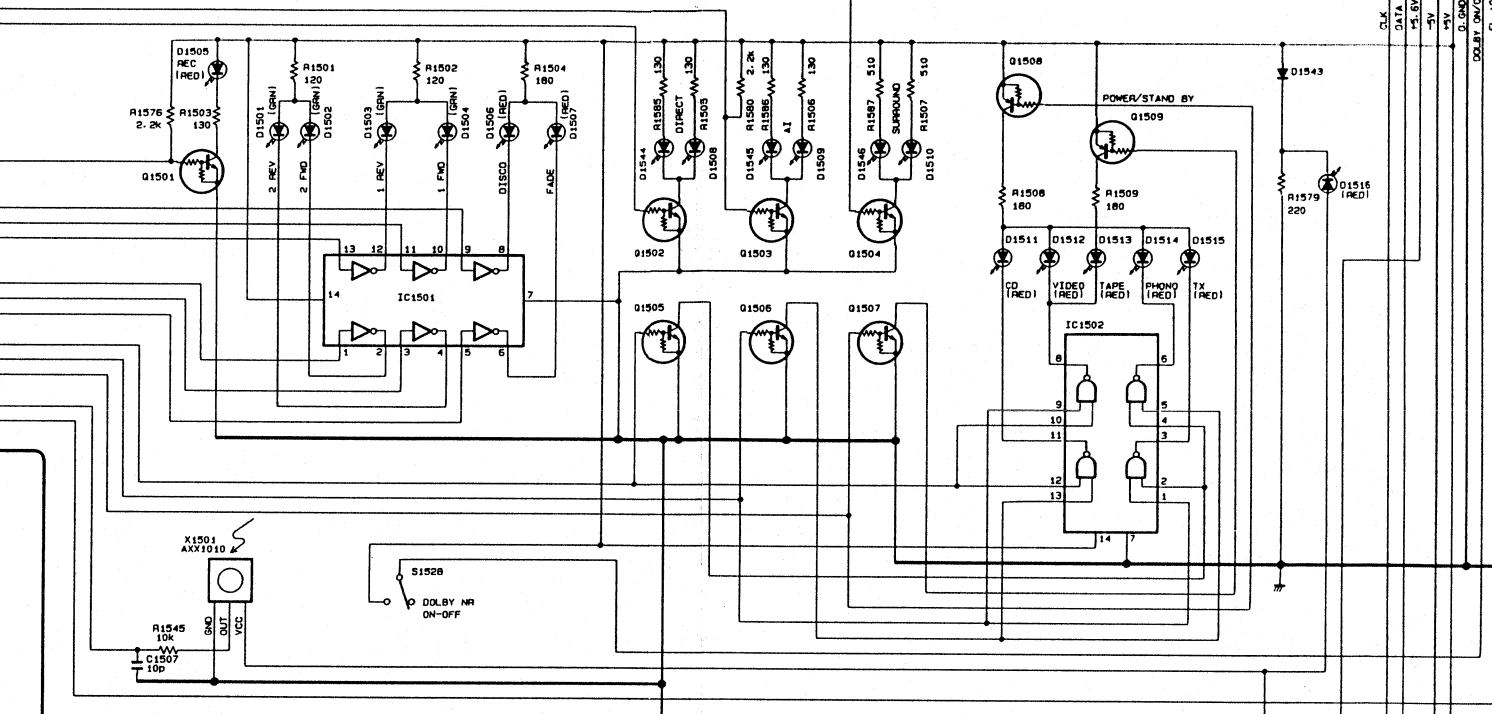 CLK
DATA
+5.6V
-5V
+5V
D.GND
DOLBY ON/O
D1505
REC
(RED)
R1576
2.2k
R1503
130
Q1501
R1501
120
D1501
(GRN)
(GRN)
D1502
2 REV
2 FWD
R1502
120
D1503
(GRN)
(GRN)
D1504
1 REV
1 FWD
R1504
180
D1506
(RED)
(RED)
D1507
DISCO
FADE
13
12
11
10
9
8
14
IC1501
7
1
2
3
4
5
6
130
R1585
DIRECT
130
R1505
D1544
D1508
Q1502
2.2k
R1580
130
R1586
AI
130
R1506
D1545
D1509
Q1503
510
R1587
SURROUND
510
R1507
D1546
D1510
Q1504
Q1505
Q1506
Q1507
Q1508
POWER/STAND BY
Q1509
R1508
180
R1509
180
D1511
D1512
D1513
D1514
D1515
CD
(RED)
VIDEO
(RED)
TAPE
(RED)
PHONO
(RED)
TX
(RED)
IC1502
8
6
9
5
10
4
11
3
12
2
13
1
14
7
D1543
R1579
220
D1516
(RED)
X1501
AXX1010
GND
OUT
VCC
R1545
10k
C1507
10p
S1528
DOLBY NR
ON-OFF